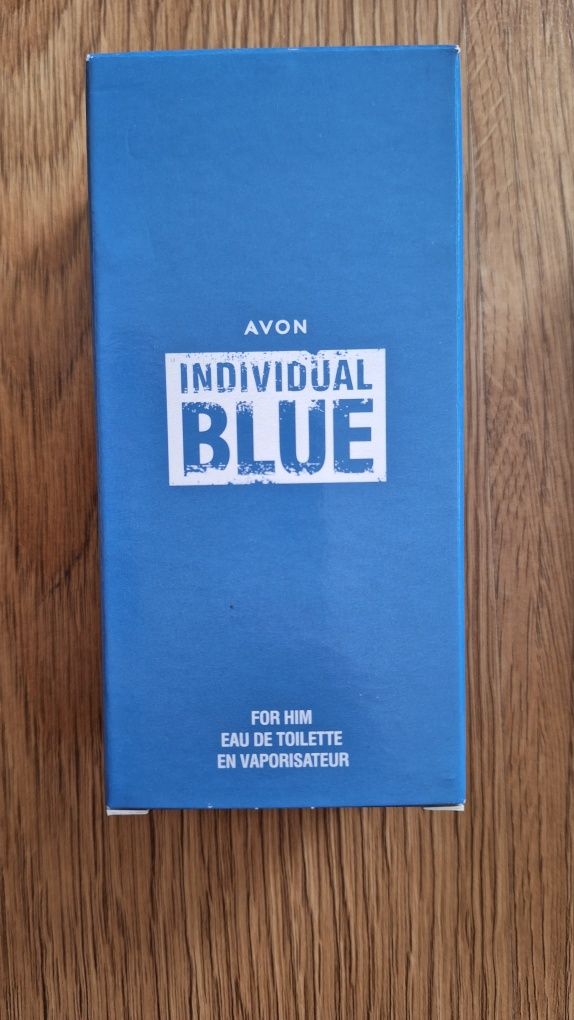 AVON
INDIVIDUAL
BLUE
FOR HIM
EAU DE TOILETTE
EN VAPORISATEUR